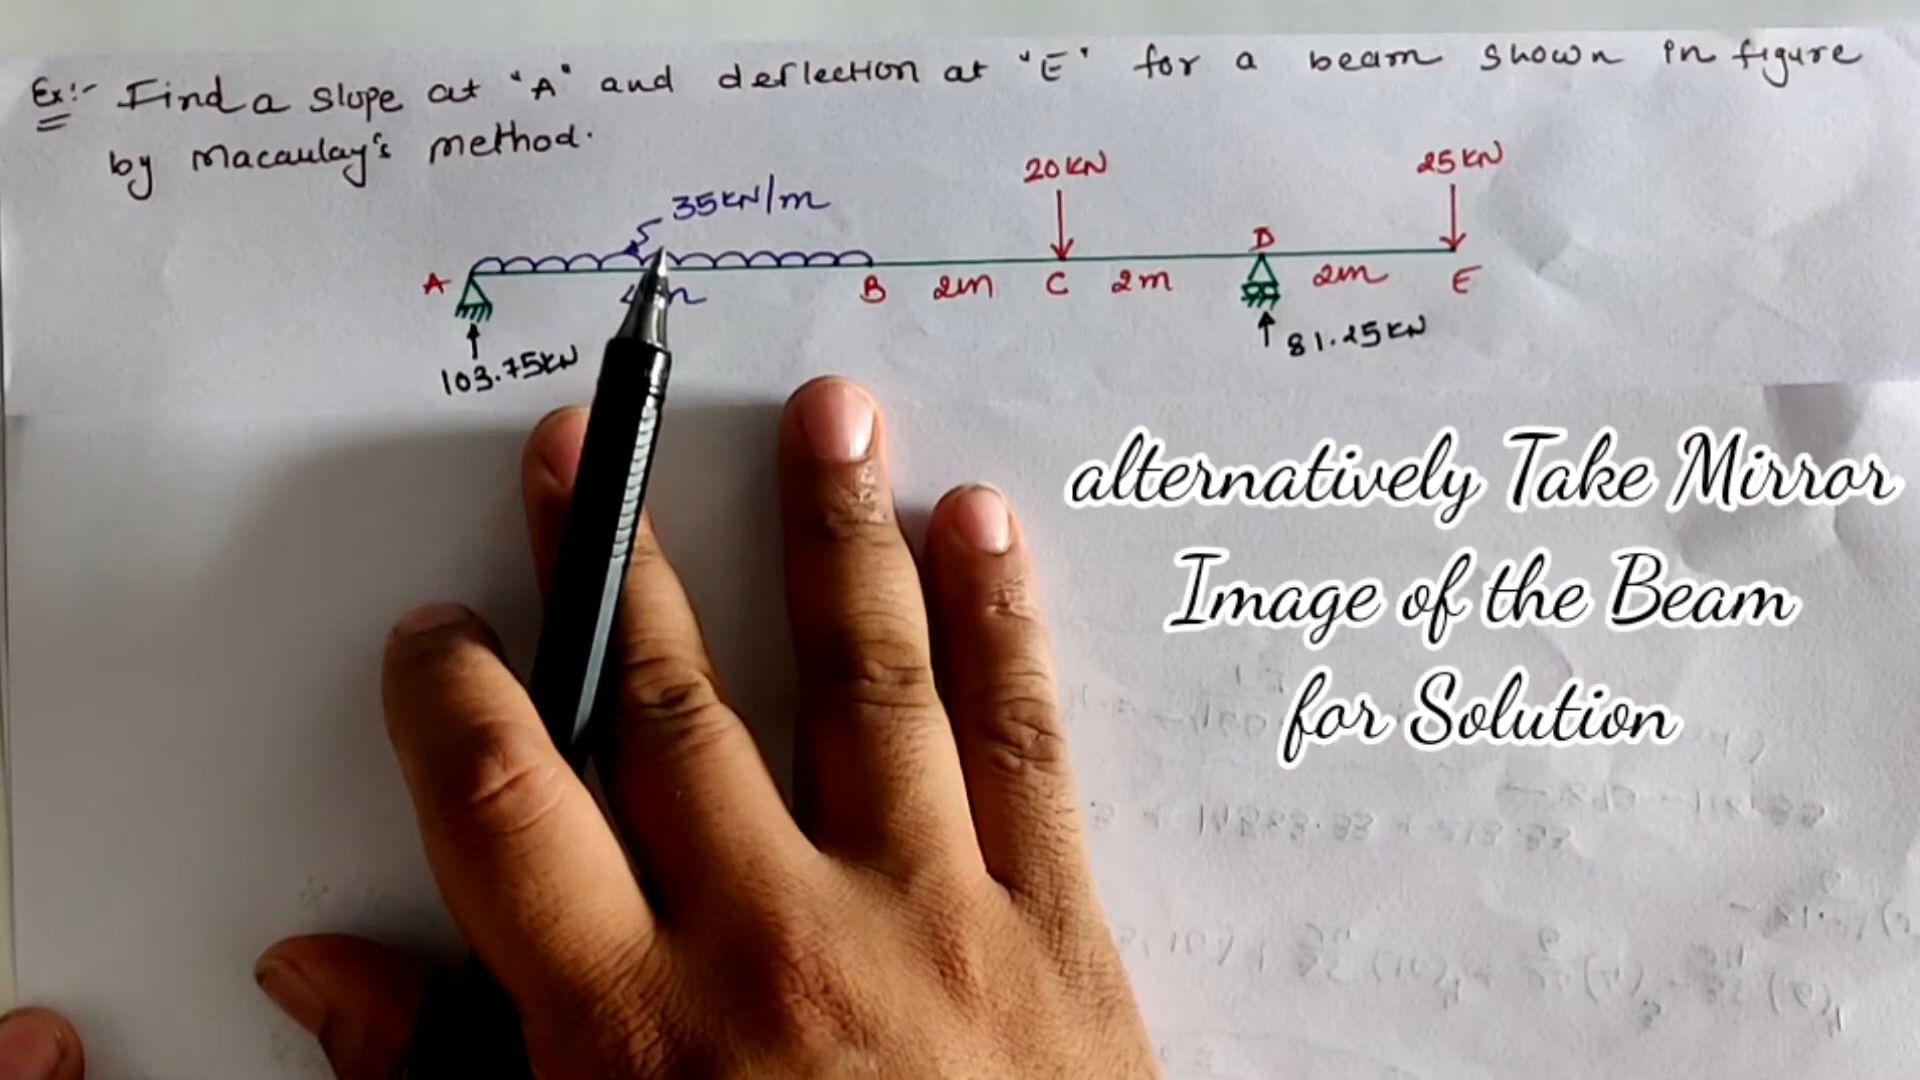 Ex:- Find a slope at "A" and deflection at "E" for a beam shown in figure
by Macaulay's method.
20KN
25KN
35KN/m
A
B
2m
C
2m
D
2m
E
103.75KN
81.25KN
alternatively Take Mirror
Image of the Beam
for Solution